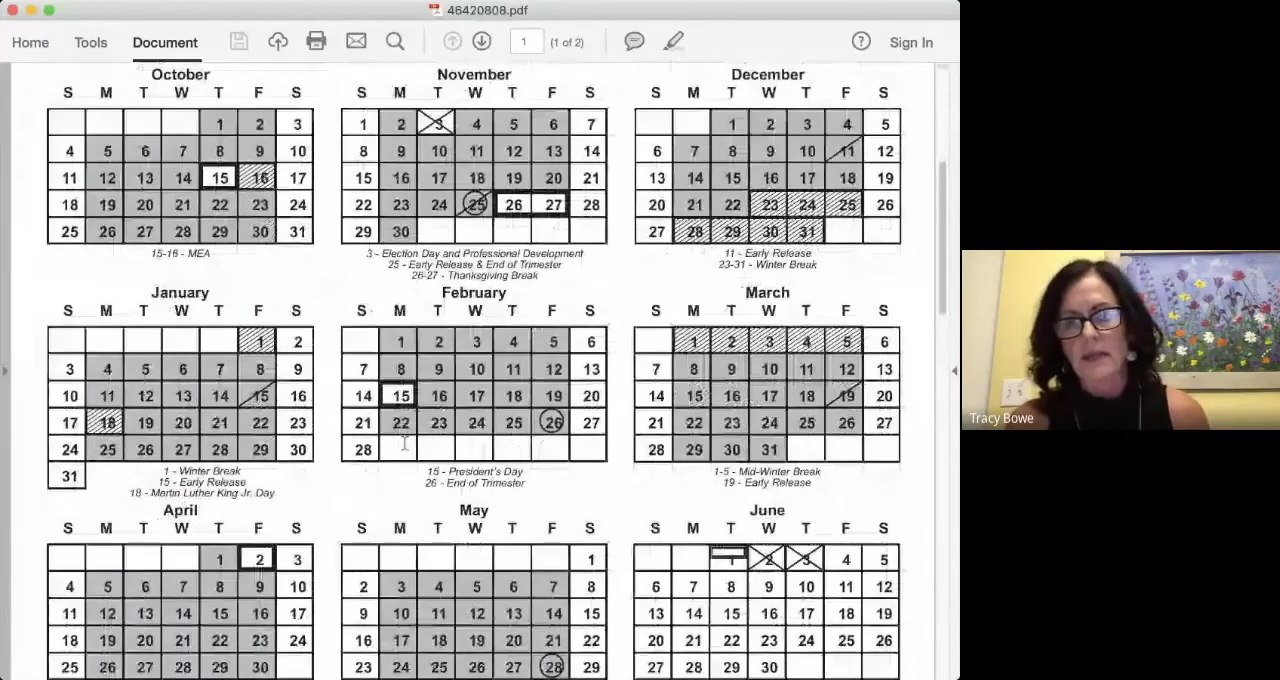 46420808.pdf
Home Tools Document 1 (1 of 2) Sign In
October November December
S M T W T F S S M T W T F S S M T W T F S
1 2 3 1 2 3 4 5 6 7 1 2 3 4 5
4 5 6 7 8 9 10 8 9 10 11 12 13 14 6 7 8 9 10 11 12
11 12 13 14 15 16 17 15 16 17 18 19 20 21 13 14 15 16 17 18 19
18 19 20 21 22 23 24 22 23 24 25 26 27 28 20 21 22 23 24 25 26
25 26 27 28 29 30 31 29 30 27 28 29 30 31
15-16 - MEA 3 - Election Day and Professional Development 11 - Early Release
25 - Early Release & End of Trimester 23-31 - Winter Break
26-27 - Thanksgiving Break
January February March
S M T W T F S S M T W T F S S M T W T F S
1 2 1 2 3 4 5 6 1 2 3 4 5 6
3 4 5 6 7 8 9 7 8 9 10 11 12 13 7 8 9 10 11 12 13
10 11 12 13 14 15 16 14 15 16 17 18 19 20 14 15 16 17 18 19 20
17 18 19 20 21 22 23 21 22 23 24 25 26 27 21 22 23 24 25 26 27
24 25 26 27 28 29 30 28 28 29 30 31
31 1 - Winter Break 15 - President's Day 1-5 - Mid-Winter Break
15 - Early Release 26 - End of Trimester 19 - Early Release
18 - Martin Luther King Jr. Day
April May June
S M T W T F S S M T W T F S S M T W T F S
1 2 3 1 1 2 3 4 5
4 5 6 7 8 9 10 2 3 4 5 6 7 8 6 7 8 9 10 11 12
11 12 13 14 15 16 17 9 10 11 12 13 14 15 13 14 15 16 17 18 19
18 19 20 21 22 23 24 16 17 18 19 20 21 22 20 21 22 23 24 25 26
25 26 27 28 29 30 23 24 25 26 27 28 29 27 28 29 30
Tracy Bowe